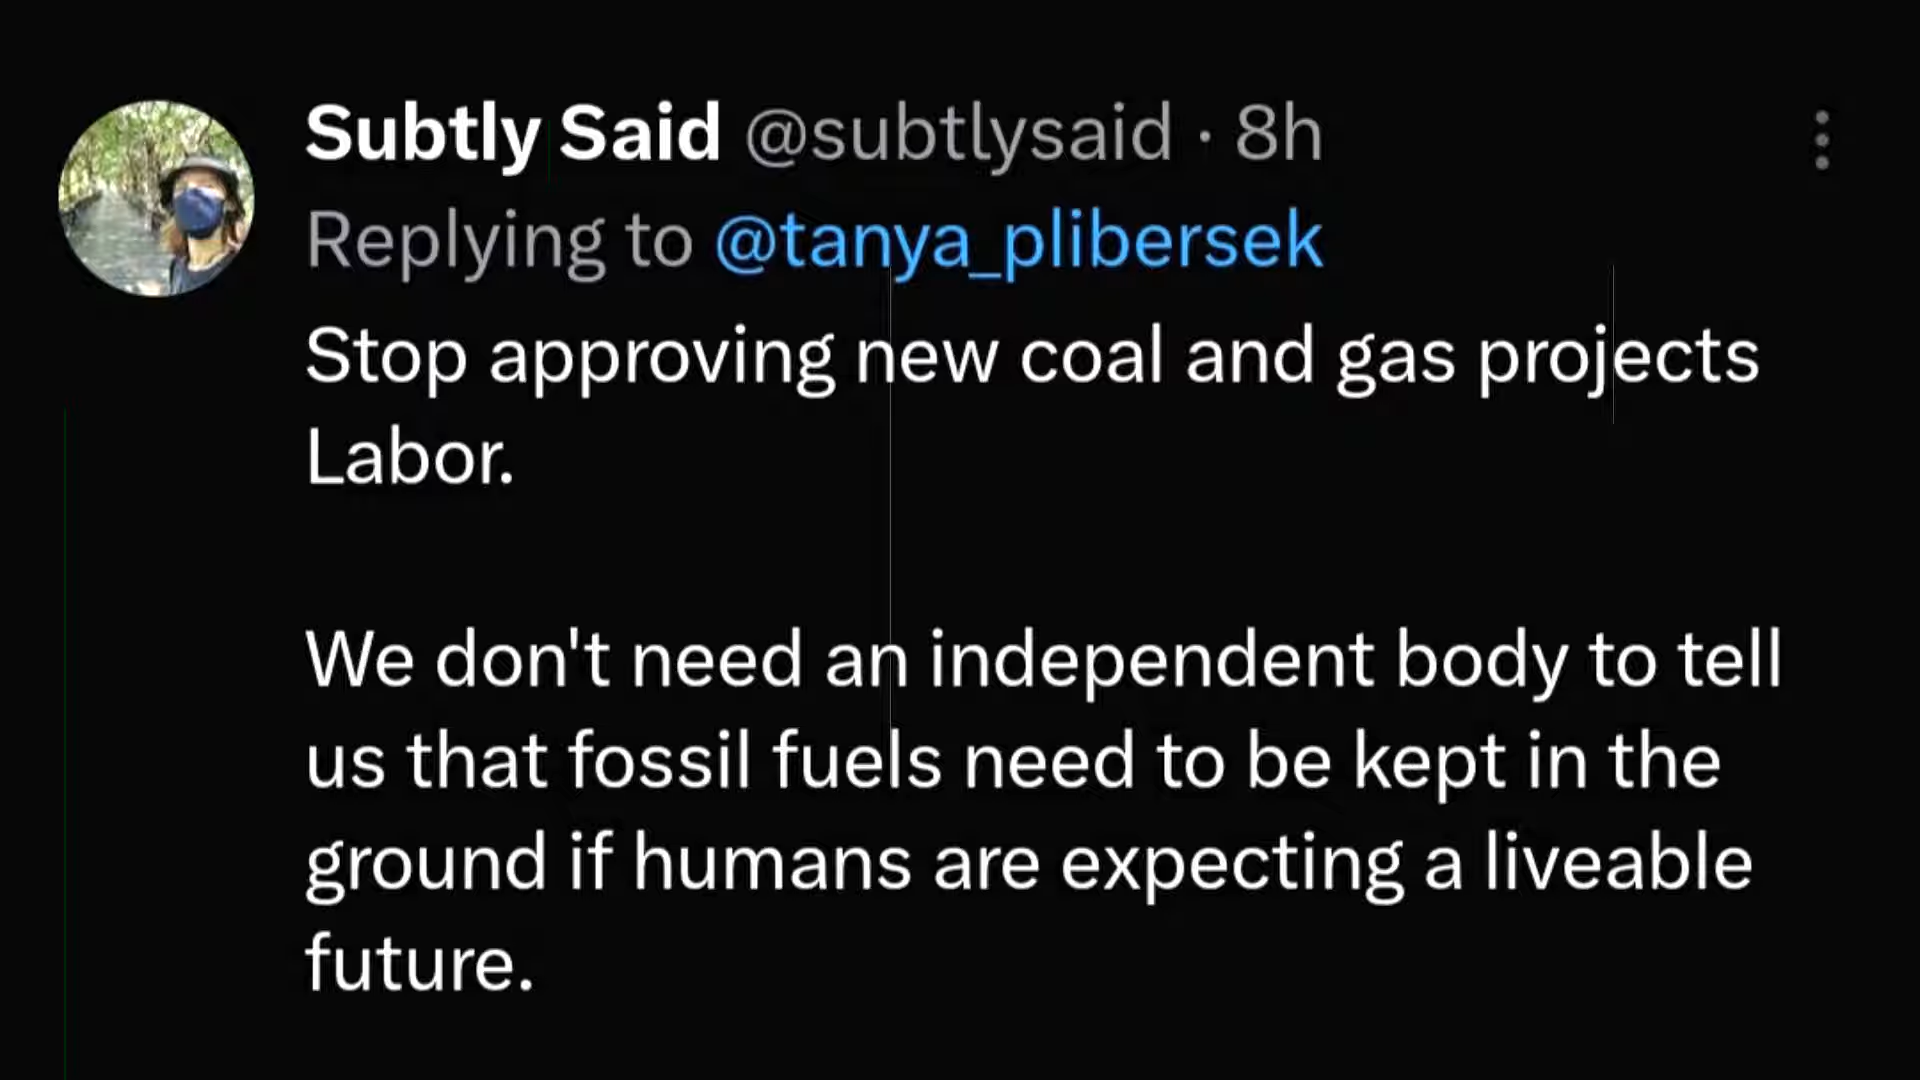 Subtly Said @subtlysaid · 8h
Replying to @tanya_plibersek
Stop approving new coal and gas projects
Labor.
We don't need an independent body to tell
us that fossil fuels need to be kept in the
ground if humans are expecting a liveable
future.